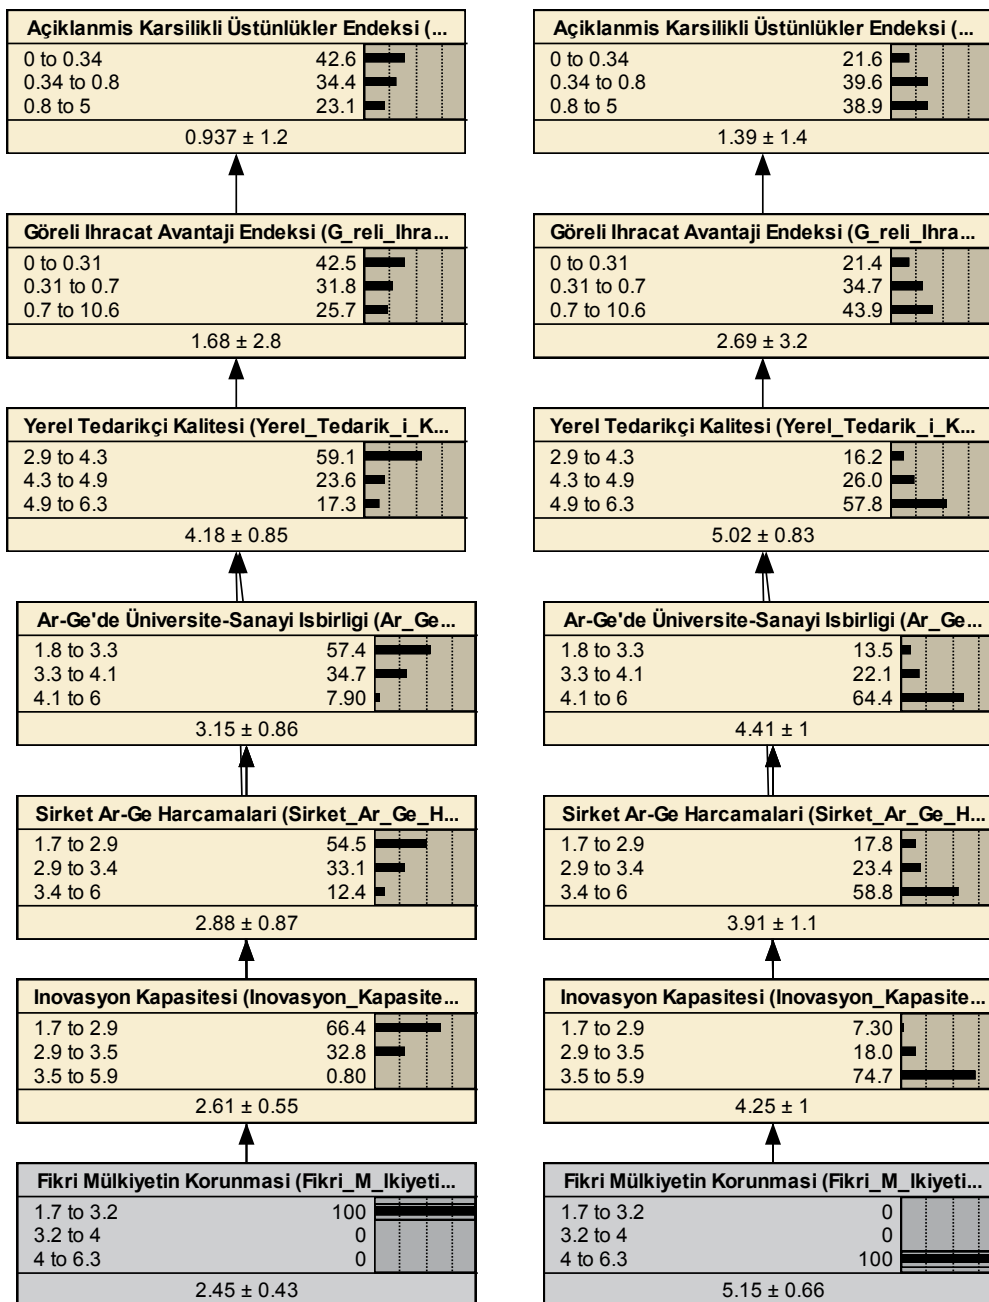 Açiklanmis Karsilikli Üstünlükler Endeksi (...
0 to 0.34 42.6
0.34 to 0.8 34.4
0.8 to 5 23.1
0.937 ± 1.2
Göreli Ihracat Avantaji Endeksi (G_reli_Ihra...
0 to 0.31 42.5
0.31 to 0.7 31.8
0.7 to 10.6 25.7
1.68 ± 2.8
Yerel Tedarikçi Kalitesi (Yerel_Tedarik_i_K...
2.9 to 4.3 59.1
4.3 to 4.9 23.6
4.9 to 6.3 17.3
4.18 ± 0.85
Ar-Ge'de Üniversite-Sanayi Isbirligi (Ar_Ge...
1.8 to 3.3 57.4
3.3 to 4.1 34.7
4.1 to 6 7.90
3.15 ± 0.86
Sirket Ar-Ge Harcamalari (Sirket_Ar_Ge_H...
1.7 to 2.9 54.5
2.9 to 3.4 33.1
3.4 to 6 12.4
2.88 ± 0.87
Inovasyon Kapasitesi (Inovasyon_Kapasite...
1.7 to 2.9 66.4
2.9 to 3.5 32.8
3.5 to 5.9 0.80
2.61 ± 0.55
Fikri Mülkiyetin Korunmasi (Fikri_M_lkiyeti...
1.7 to 3.2 100
3.2 to 4 0
4 to 6.3 0
2.45 ± 0.43
Açiklanmis Karsilikli Üstünlükler Endeksi (...
0 to 0.34 21.6
0.34 to 0.8 39.6
0.8 to 5 38.9
1.39 ± 1.4
Göreli Ihracat Avantaji Endeksi (G_reli_Ihra...
0 to 0.31 21.4
0.31 to 0.7 34.7
0.7 to 10.6 43.9
2.69 ± 3.2
Yerel Tedarikçi Kalitesi (Yerel_Tedarik_i_K...
2.9 to 4.3 16.2
4.3 to 4.9 26.0
4.9 to 6.3 57.8
5.02 ± 0.83
Ar-Ge'de Üniversite-Sanayi Isbirligi (Ar_Ge...
1.8 to 3.3 13.5
3.3 to 4.1 22.1
4.1 to 6 64.4
4.41 ± 1
Sirket Ar-Ge Harcamalari (Sirket_Ar_Ge_H...
1.7 to 2.9 17.8
2.9 to 3.4 23.4
3.4 to 6 58.8
3.91 ± 1.1
Inovasyon Kapasitesi (Inovasyon_Kapasite...
1.7 to 2.9 7.30
2.9 to 3.5 18.0
3.5 to 5.9 74.7
4.25 ± 1
Fikri Mülkiyetin Korunmasi (Fikri_M_lkiyeti...
1.7 to 3.2 0
3.2 to 4 0
4 to 6.3 100
5.15 ± 0.66